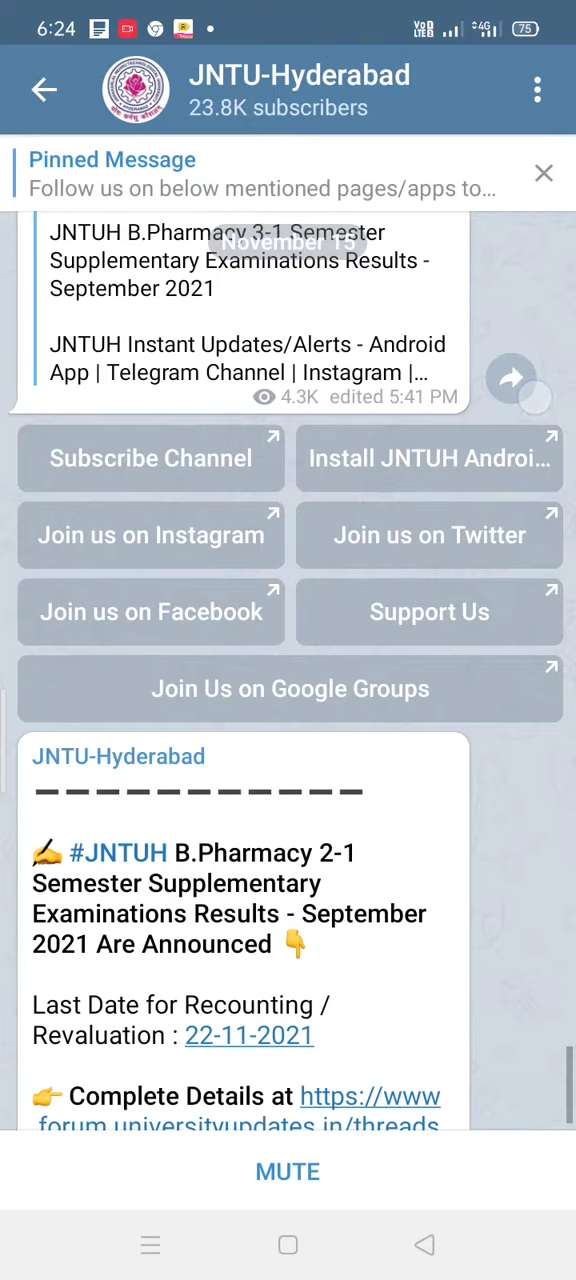 6:24
VoD
LTE
4G
75
JNTU-Hyderabad
23.8K subscribers
Pinned Message
Follow us on below mentioned pages/apps to...
November 15
JNTUH B.Pharmacy 3-1 Semester
Supplementary Examinations Results -
September 2021
JNTUH Instant Updates/Alerts - Android
App | Telegram Channel | Instagram |...
4.3K edited 5:41 PM
Subscribe Channel
Install JNTUH Androi...
Join us on Instagram
Join us on Twitter
Join us on Facebook
Support Us
Join Us on Google Groups
JNTU-Hyderabad
— — — — — — — — — — —
✍️ #JNTUH B.Pharmacy 2-1
Semester Supplementary
Examinations Results - September
2021 Are Announced 👇
Last Date for Recounting /
Revaluation : 22-11-2021
👉 Complete Details at https://www
.forum.universityupdates.in/threads
MUTE